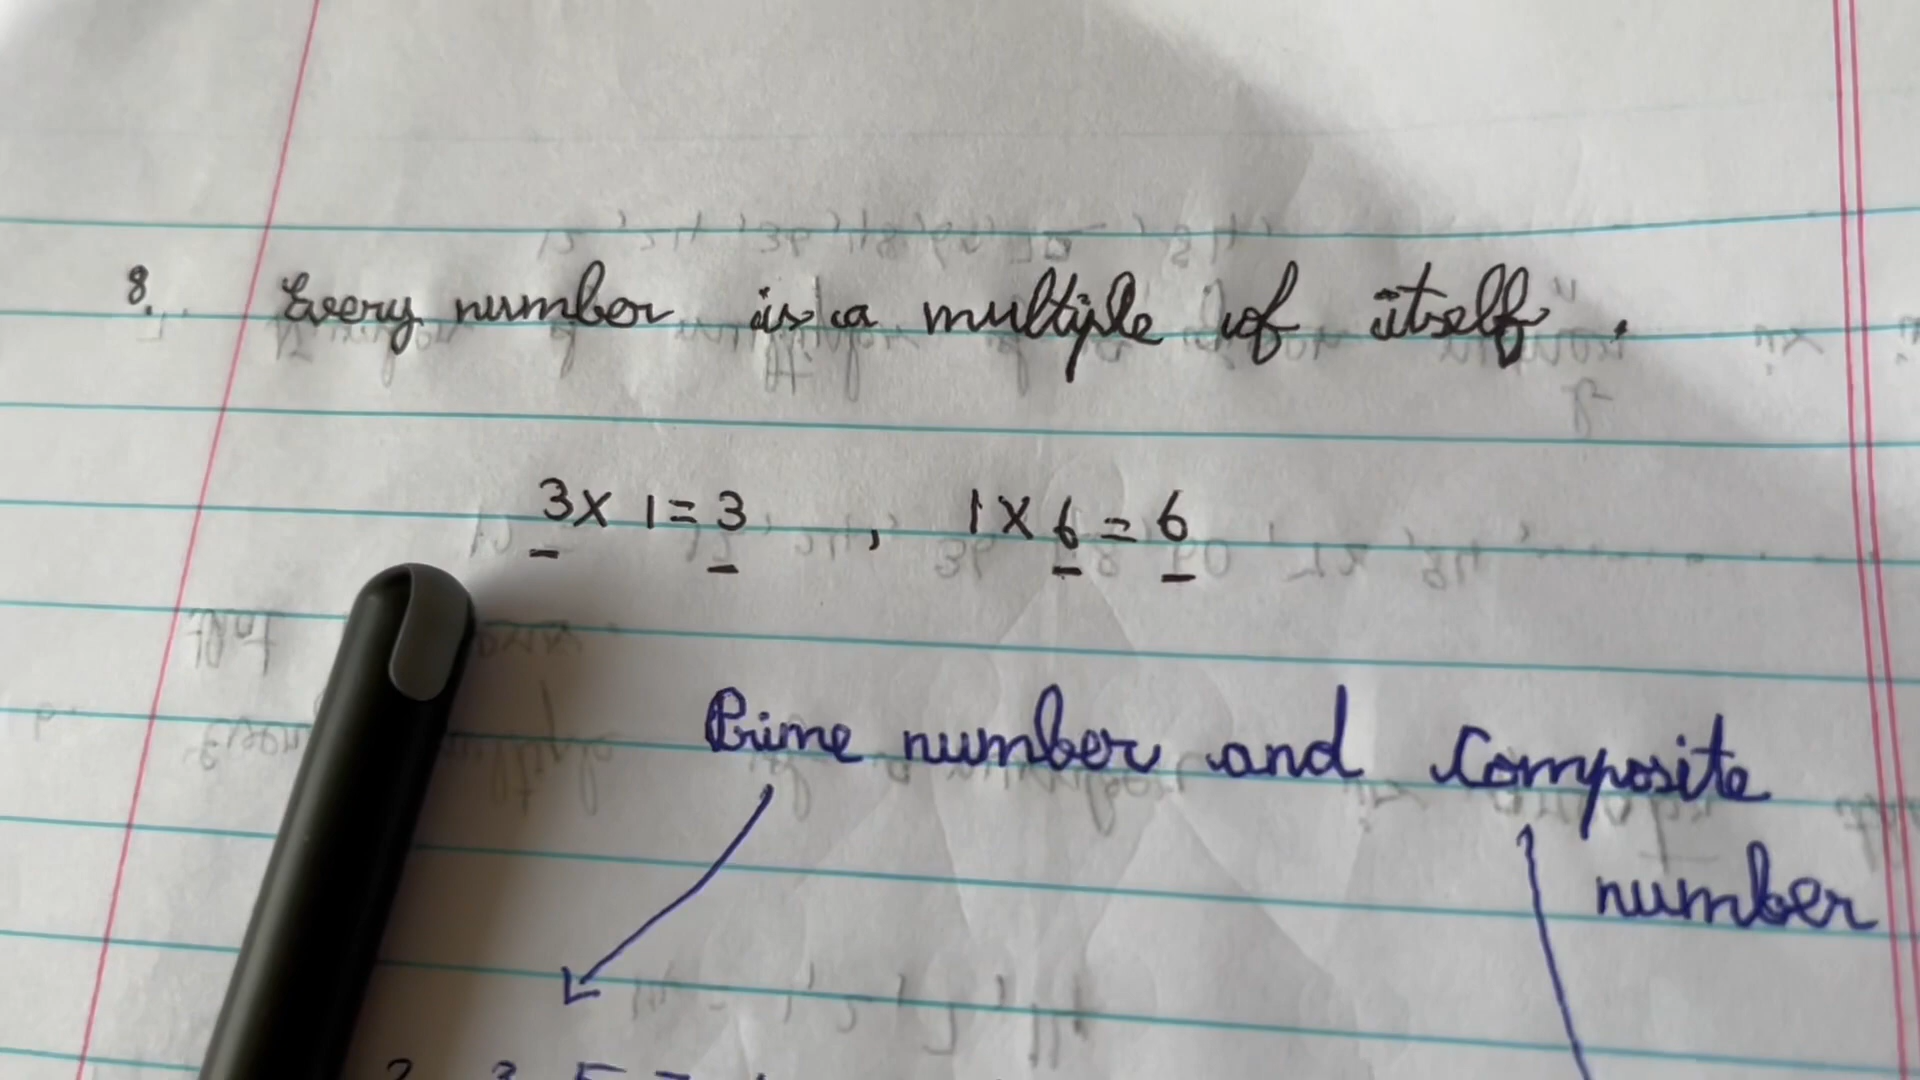 8. Every number is a multiple of itself.
3 x 1 = 3 , 1 x 6 = 6
Prime number and Composite
number